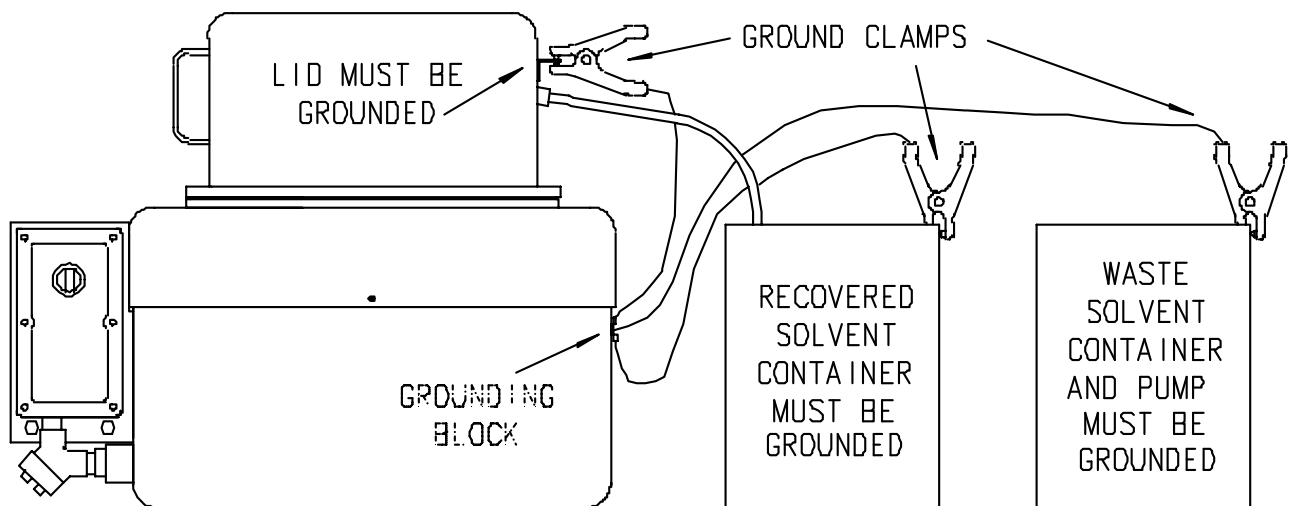 LID MUST BE
GROUNDED
GROUND CLAMPS
GROUNDING
BLOCK
RECOVERED
SOLVENT
CONTAINER
MUST BE
GROUNDED
WASTE
SOLVENT
CONTAINER
AND PUMP
MUST BE
GROUNDED